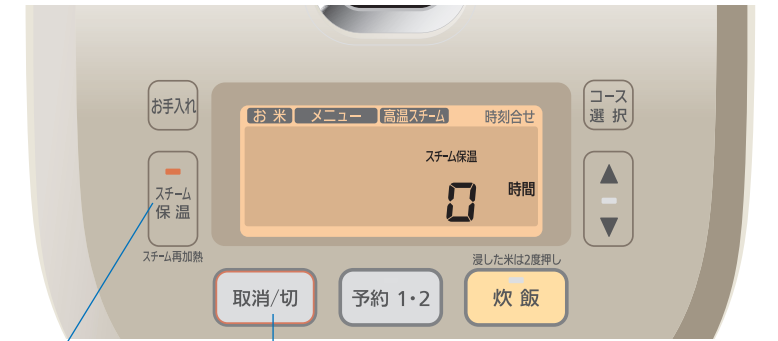 お手入れ
お米 メニュー 高温スチーム 時刻合せ
コース
選択
スチーム保温
0 時間
スチーム
保温
スチーム再加熱
浸した米は2度押し
取消/切
予約 1・2
炊飯